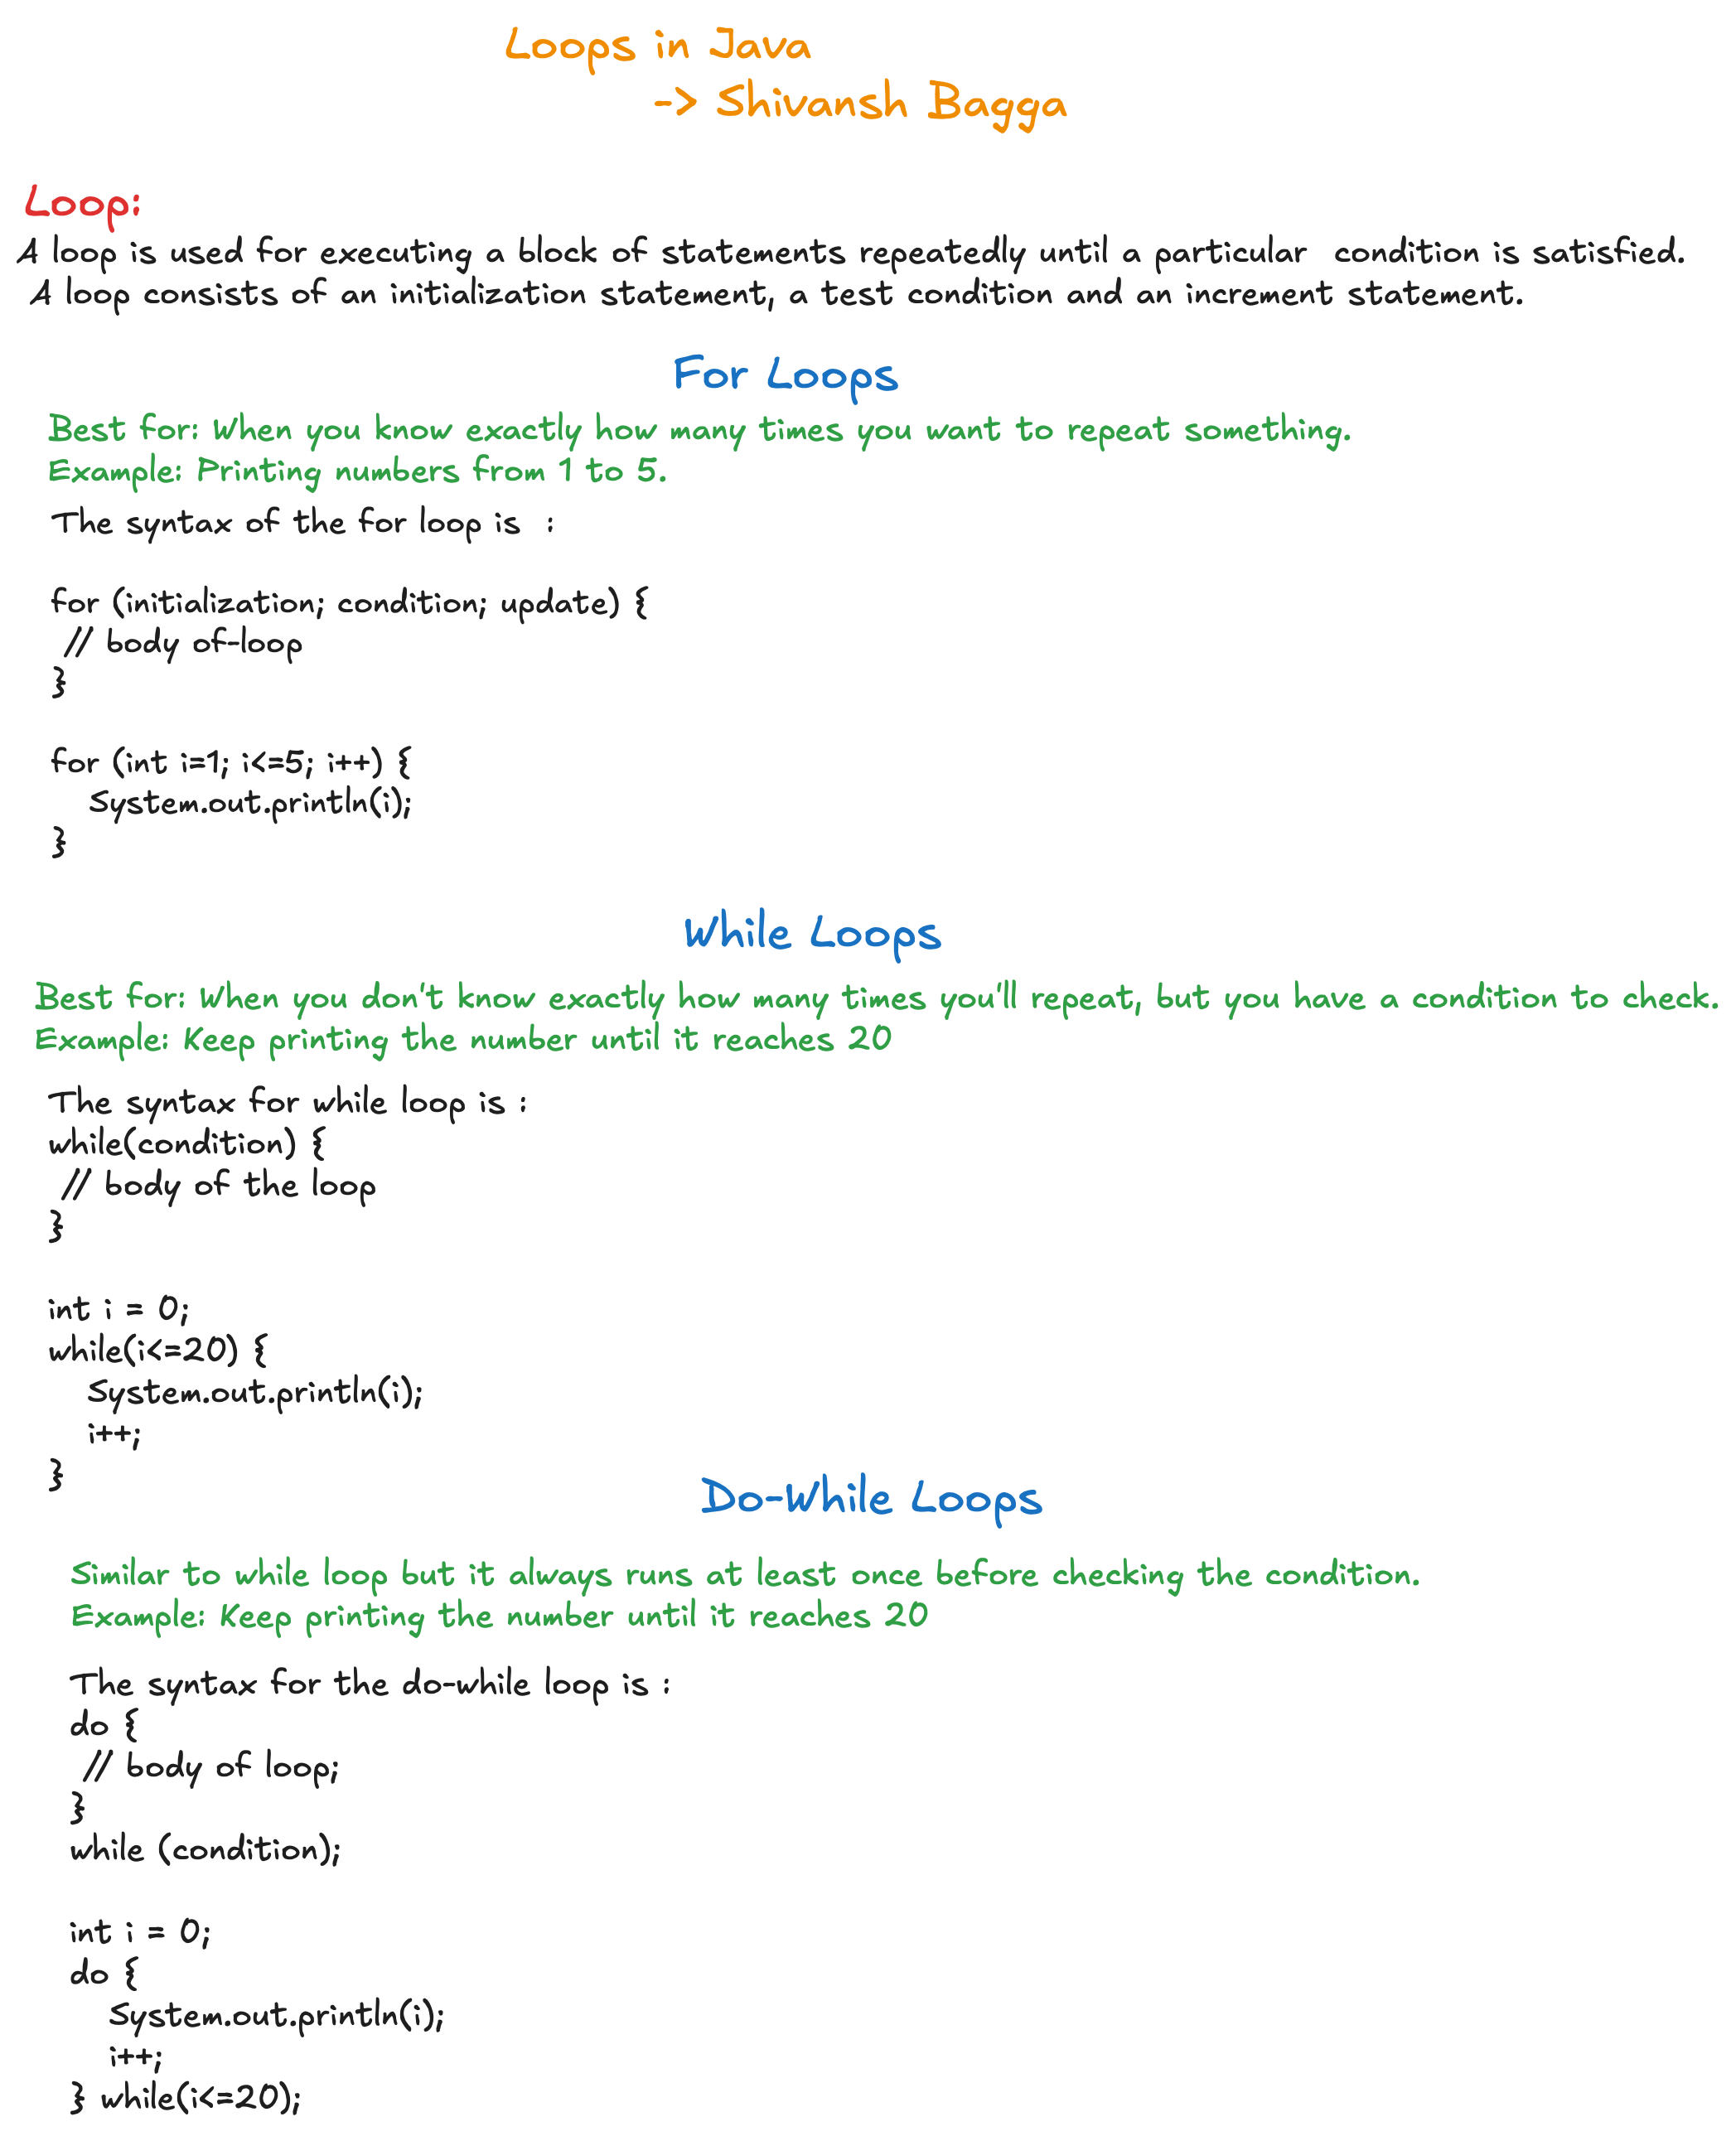 Loops in Java
-> Shivansh Bagga
Loop:
A loop is used for executing a block of statements repeatedly until a particular  condition is satisfied.
A loop consists of an initialization statement, a test condition and an increment statement.
For Loops
Best for: When you know exactly how many times you want to repeat something.
Example: Printing numbers from 1 to 5.
The syntax of the for loop is  :
for (initialization; condition; update) {
// body of-loop
}
for (int i=1; i<=5; i++) {
System.out.println(i);
}
While Loops
Best for: When you don't know exactly how many times you'll repeat, but you have a condition to check.
Example: Keep printing the number until it reaches 20
The syntax for while loop is :
while(condition) {
// body of the loop
}
int i = 0;
while(i<=20) {
System.out.println(i);
i++;
}
Do-While Loops
Similar to while loop but it always runs at least once before checking the condition.
Example: Keep printing the number until it reaches 20
The syntax for the do-while loop is :
do {
// body of loop;
}
while (condition);
int i = 0;
do {
System.out.println(i);
i++;
} while(i<=20);